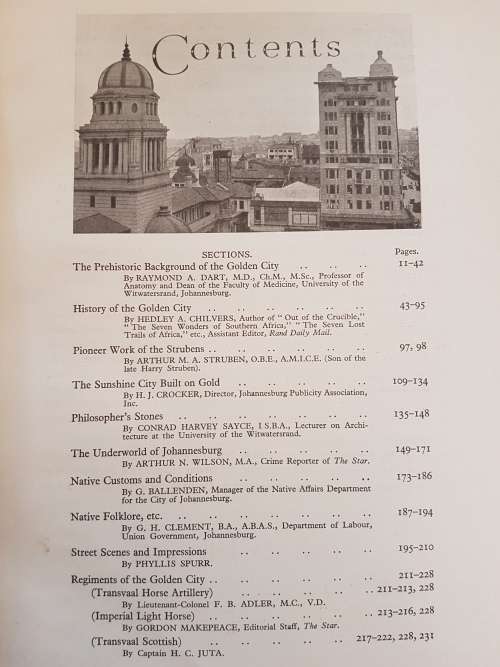 Contents
SECTIONS. Pages.
The Prehistoric Background of the Golden City .. .. .. 11-42
By RAYMOND A. DART, M.D., Ch.M., M.Sc., Professor of
Anatomy and Dean of the Faculty of Medicine, University of the
Witwatersrand, Johannesburg.
History of the Golden City .. .. .. .. .. .. 43-95
By HEDLEY A. CHILVERS, Author of "Out of the Crucible,"
"The Seven Wonders of Southern Africa," "The Seven Lost
Trails of Africa," etc., Assistant Editor, Rand Daily Mail.
Pioneer Work of the Strubens .. .. .. .. .. .. 97, 98
By ARTHUR M. A. STRUBEN, O.B.E., A.M.I.C.E. (Son of the
late Harry Struben).
The Sunshine City Built on Gold .. .. .. .. .. 109-134
By H. J. CROCKER, Director, Johannesburg Publicity Association,
Inc.
Philosopher's Stones .. .. .. .. .. .. .. 135-148
By CONRAD HARVEY SAYCE, I.S.B.A., Lecturer on Archi-
tecture at the University of the Witwatersrand.
The Underworld of Johannesburg .. .. .. .. .. 149-171
By ARTHUR N. WILSON, M.A., Crime Reporter of The Star.
Native Customs and Conditions .. .. .. .. .. 173-186
By G. BALLENDEN, Manager of the Native Affairs Department
for the City of Johannesburg.
Native Folklore, etc. .. .. .. .. .. .. .. 187-194
By G. H. CLEMENT, B.A., A.B.A.S., Department of Labour,
Union Government, Johannesburg.
Street Scenes and Impressions .. .. .. .. .. 195-210
By PHYLLIS SPURR.
Regiments of the Golden City .. .. .. .. .. .. 211-228
(Transvaal Horse Artillery) .. .. .. .. .. 211-213, 228
By Lieutenant-Colonel F. B. ADLER, M.C., V.D.
(Imperial Light Horse) .. .. .. .. .. .. 213-216, 228
By GORDON MAKEPEACE, Editorial Staff, The Star.
(Transvaal Scottish) .. .. .. .. .. 217-222, 228, 231
By Captain H. C. JUTA.